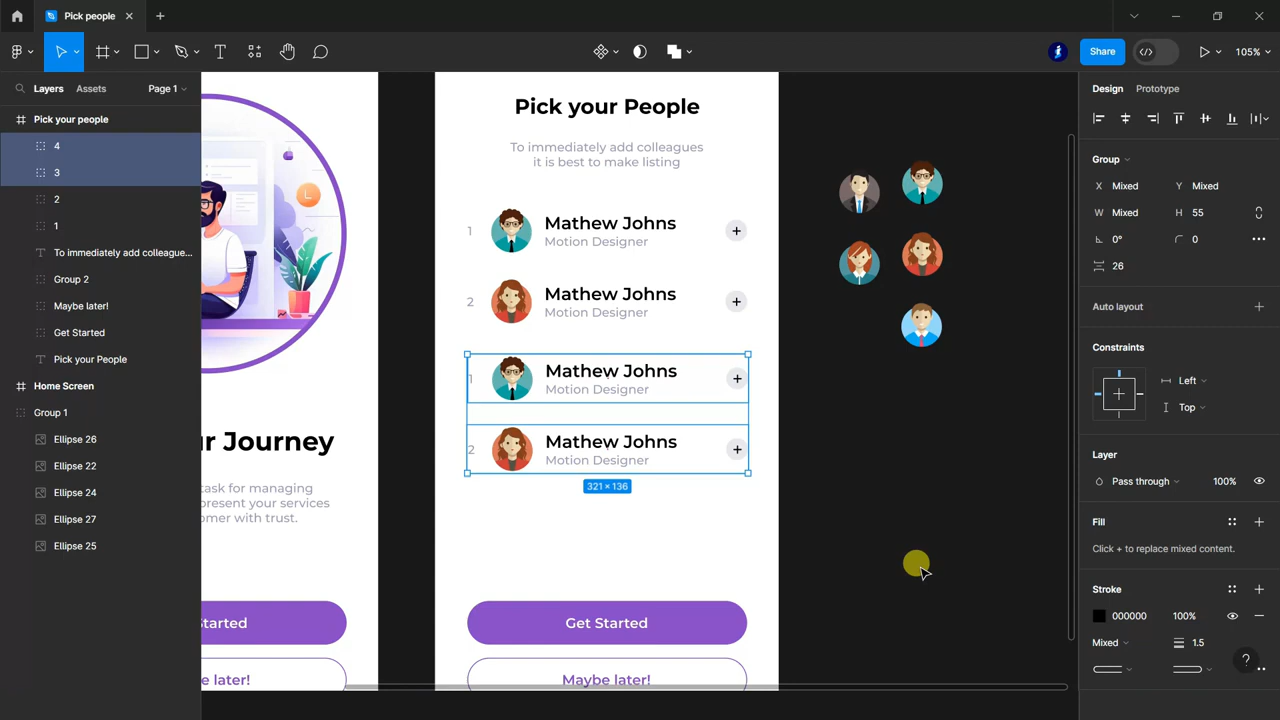 Pick people
Share
105%
Layers
Assets
Page 1
Pick your people
4
3
2
1
To immediately add colleague...
Group 2
Maybe later!
Get Started
Pick your People
Home Screen
Group 1
Ellipse 26
Ellipse 22
Ellipse 24
Ellipse 27
Ellipse 25
r Journey
task for managing
present your services
omer with trust.
Started
e later!
Pick your People
To immediately add colleagues
it is best to make listing
1
Mathew Johns
Motion Designer
2
Mathew Johns
Motion Designer
1
Mathew Johns
Motion Designer
2
Mathew Johns
Motion Designer
321 × 136
Get Started
Maybe later!
Design
Prototype
Group
X Mixed
Y Mixed
W Mixed
H 55
0°
0
26
Auto layout
Constraints
Left
Top
Layer
Pass through
100%
Fill
Click + to replace mixed content.
Stroke
000000
100%
Mixed
1.5
?